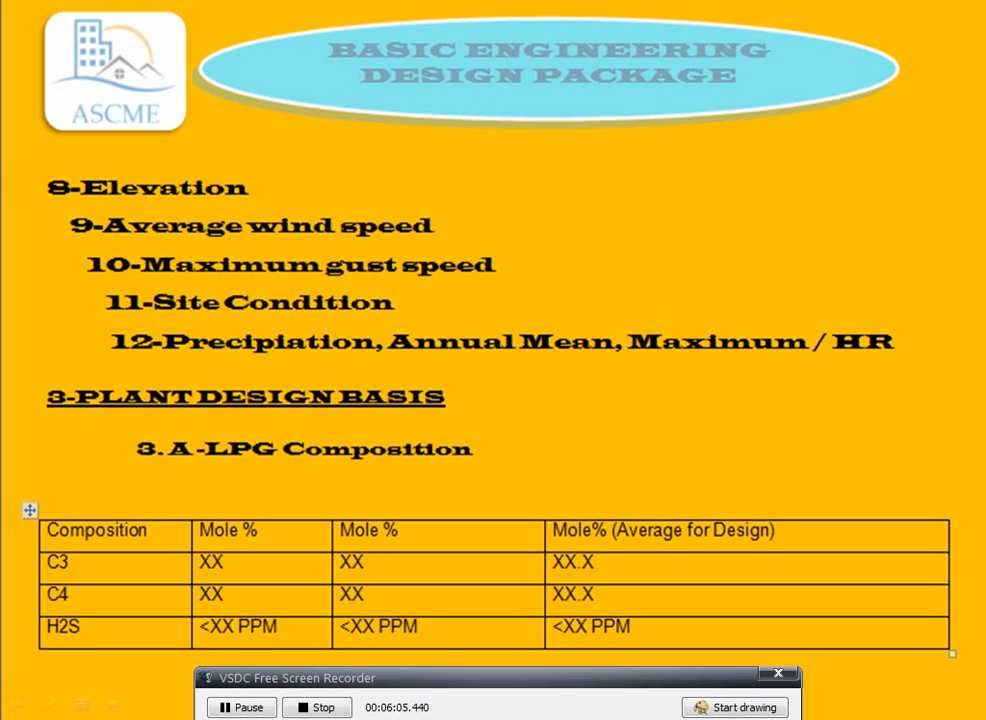 ASCME
BASIC ENGINEERING
DESIGN PACKAGE
8-Elevation
9-Average wind speed
10-Maximum gust speed
11-Site Condition
12-Precipiation, Annual Mean, Maximum / HR
3-PLANT DESIGN BASIS
3. A -LPG Composition
Composition Mole % Mole % Mole% (Average for Design)
C3 XX XX XX.X
C4 XX XX XX.X
H2S <XX PPM <XX PPM <XX PPM
VSDC Free Screen Recorder
Pause Stop 00:06:05.440 Start drawing